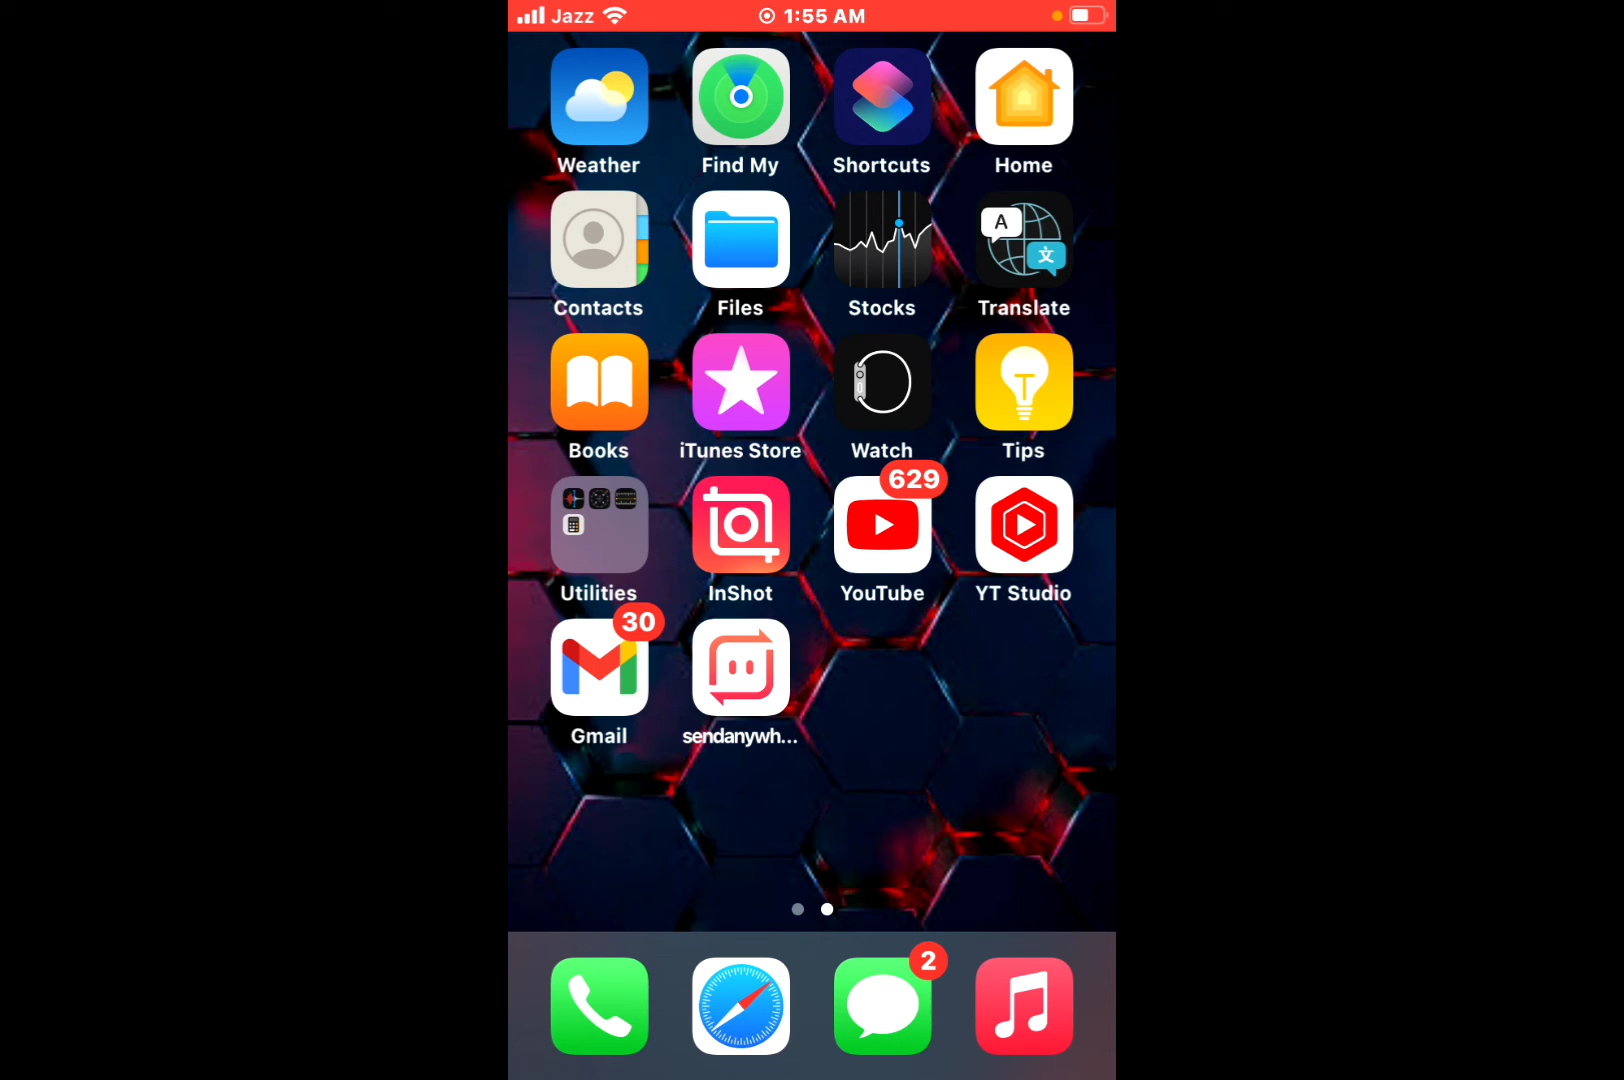 Jazz 1:55 AM
Weather Find My Shortcuts Home
A
文
Contacts Files Stocks Translate
Books iTunes Store Watch Tips
629
Utilities InShot YouTube YT Studio
30
Gmail sendanywh...
2